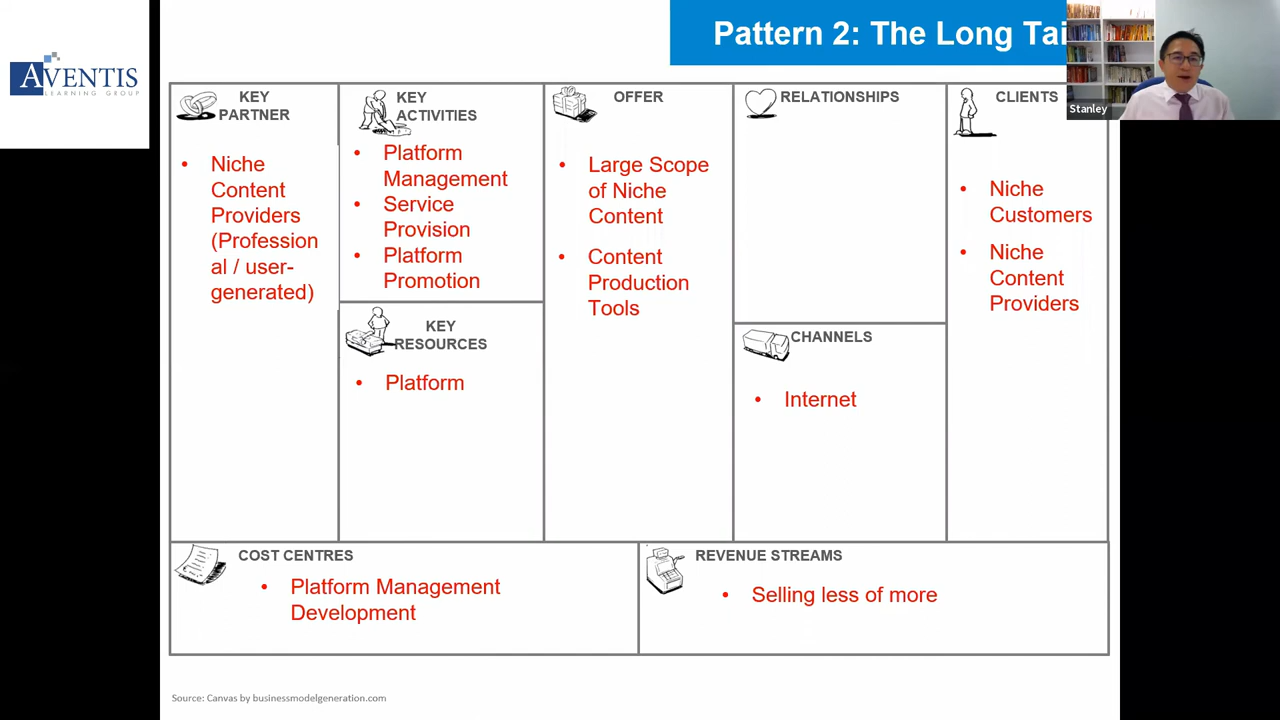 AVENTIS
LEARNING GROUP
Pattern 2: The Long Tai
Stanley
KEY
PARTNER
• Niche
Content
Providers
(Profession
al / user-
generated)
KEY
ACTIVITIES
• Platform
Management
• Service
Provision
• Platform
Promotion
KEY
RESOURCES
• Platform
OFFER
• Large Scope
of Niche
Content
• Content
Production
Tools
RELATIONSHIPS
CHANNELS
• Internet
CLIENTS
• Niche
Customers
• Niche
Content
Providers
COST CENTRES
• Platform Management
Development
REVENUE STREAMS
• Selling less of more
Source: Canvas by businessmodelgeneration.com